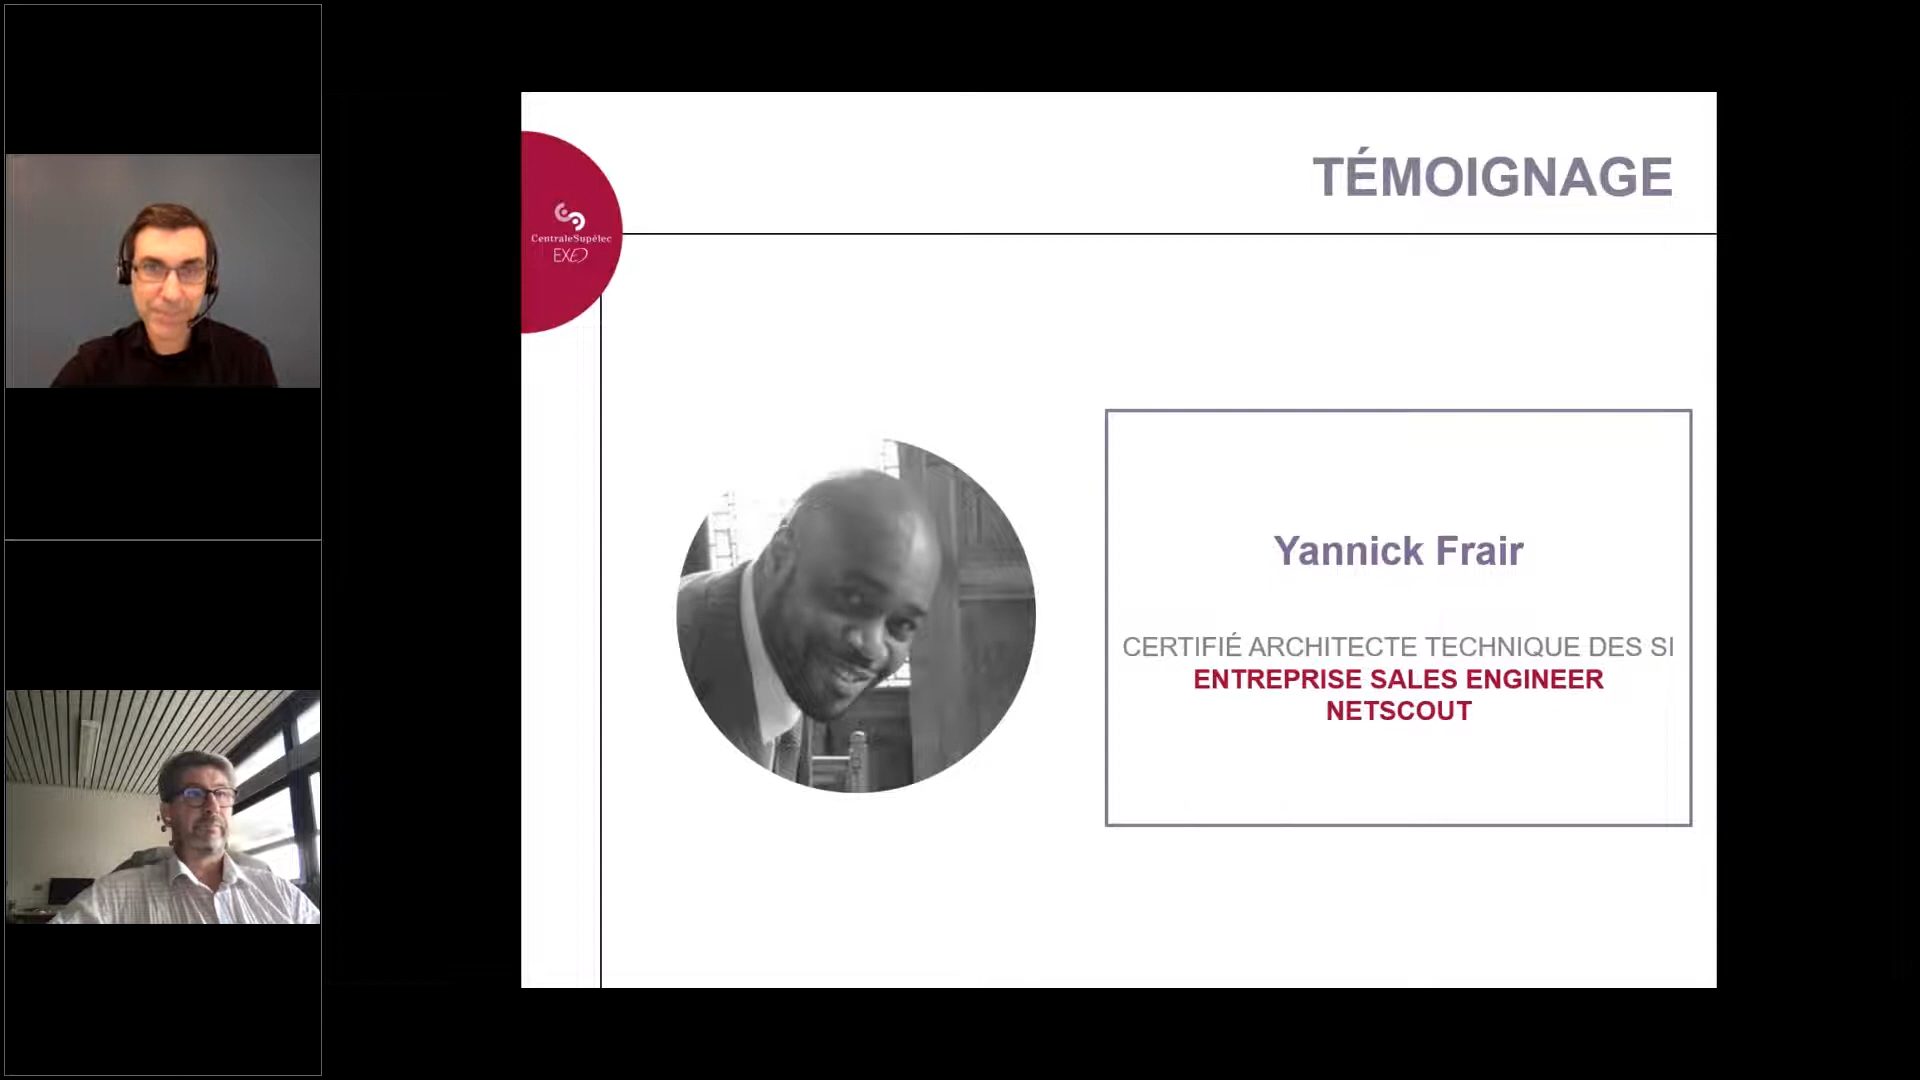 TÉMOIGNAGE
CentraleSupélec
EXED
Yannick Frair
CERTIFIÉ ARCHITECTE TECHNIQUE DES SI
ENTREPRISE SALES ENGINEER
NETSCOUT